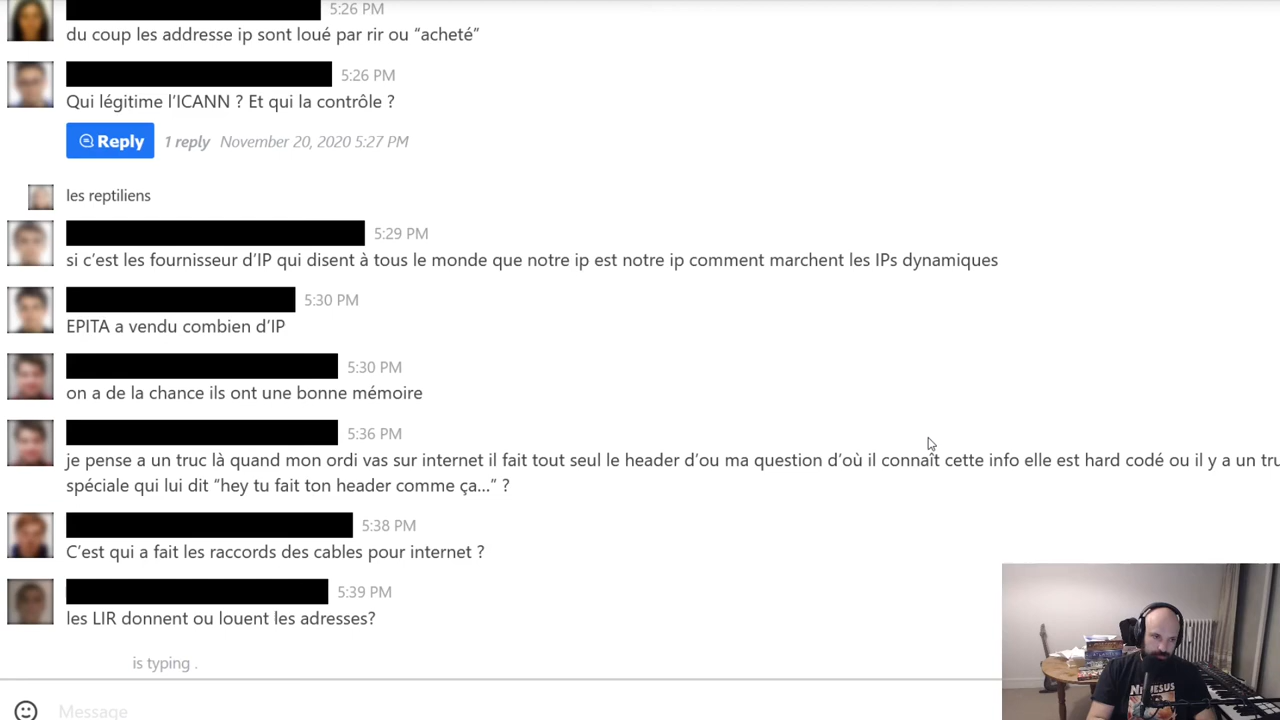 5:26 PM
du coup les addresse ip sont loué par rir ou “acheté”
5:26 PM
Qui légitime l’ICANN ? Et qui la contrôle ?
Reply 1 reply November 20, 2020 5:27 PM
les reptiliens
5:29 PM
si c’est les fournisseur d’IP qui disent à tous le monde que notre ip est notre ip comment marchent les IPs dynamiques
5:30 PM
EPITA a vendu combien d’IP
5:30 PM
on a de la chance ils ont une bonne mémoire
5:36 PM
je pense a un truc là quand mon ordi vas sur internet il fait tout seul le header d’ou ma question d’où il connaît cette info elle est hard codé ou il y a un
spéciale qui lui dit “hey tu fait ton header comme ça...” ?
5:38 PM
C’est qui a fait les raccords des cables pour internet ?
5:39 PM
les LIR donnent ou louent les adresses?
is typing .
Message